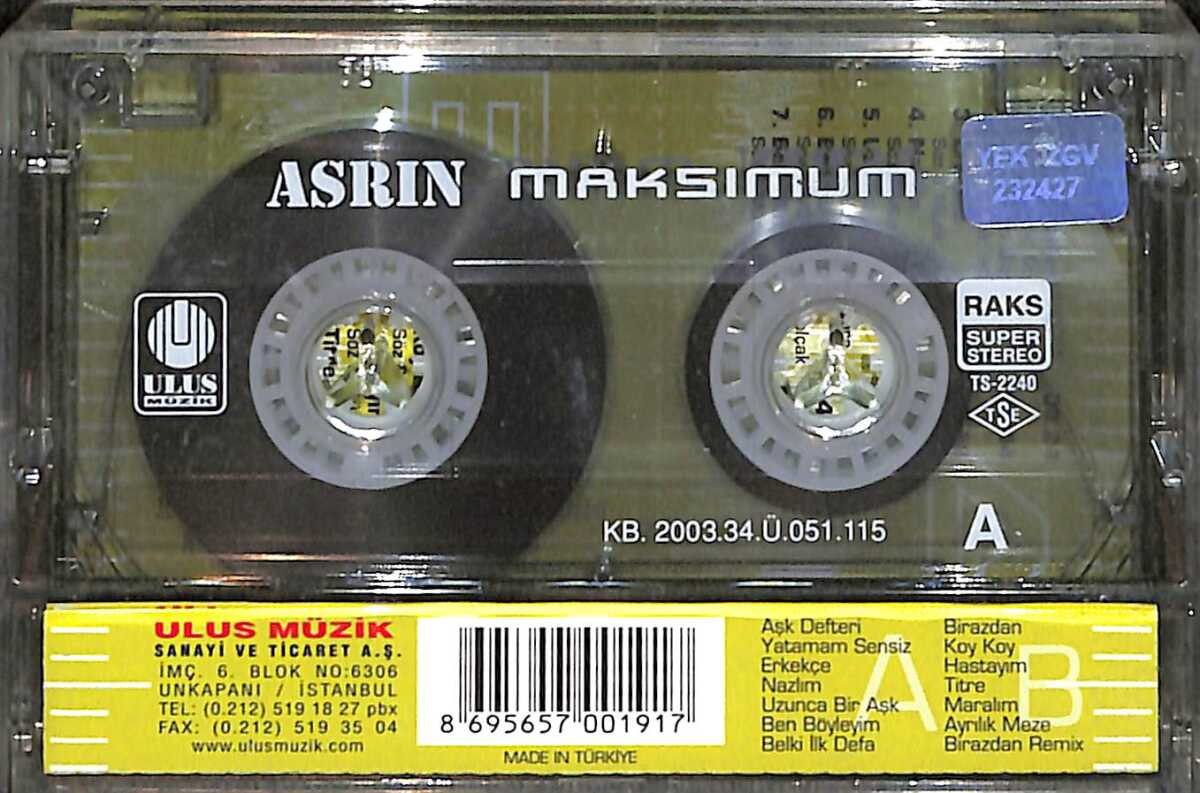 ASRIN MAKSIMUM
YFK ZGV
232427
ULUS
MÜZİK
RAKS
SUPER
STEREO
TS-2240
TSE
KB. 2003.34.Ü.051.115
A
ULUS MÜZİK
SANAYİ VE TİCARET A.Ş.
İMÇ. 6. BLOK NO:6306
UNKAPANI / İSTANBUL
TEL: (0.212) 519 18 27 pbx
FAX: (0.212) 519 35 04
www.ulusmuzik.com
8 695657 001917
MADE IN TÜRKİYE
A
Aşk Defteri
Yatamam Sensiz
Erkekçe
Nazlım
Uzunca Bir Aşk
Ben Böyleyim
Belki İlk Defa
B
Birazdan
Koy Koy
Hastayım
Titre
Maralım
Ayrılık Meze
Birazdan Remix